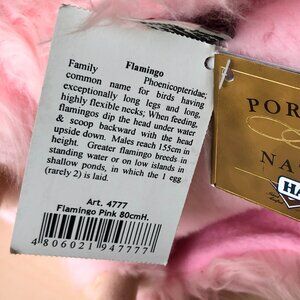 Flamingo
Family Phoenicopteridae;
common name for birds having
exceptionally long legs and long,
highly flexible necks; When feeding,
flamingos dip the head under water
& scoop backward with the head
upside down. Males reach 155cm in
height. Greater flamingo breeds in
standing water or on low islands in
shallow ponds, in which the 1 egg
(rarely 2) is laid.
Art. 4777
Flamingo Pink 80cmH.
4 806021 947777
POR
NA
HA